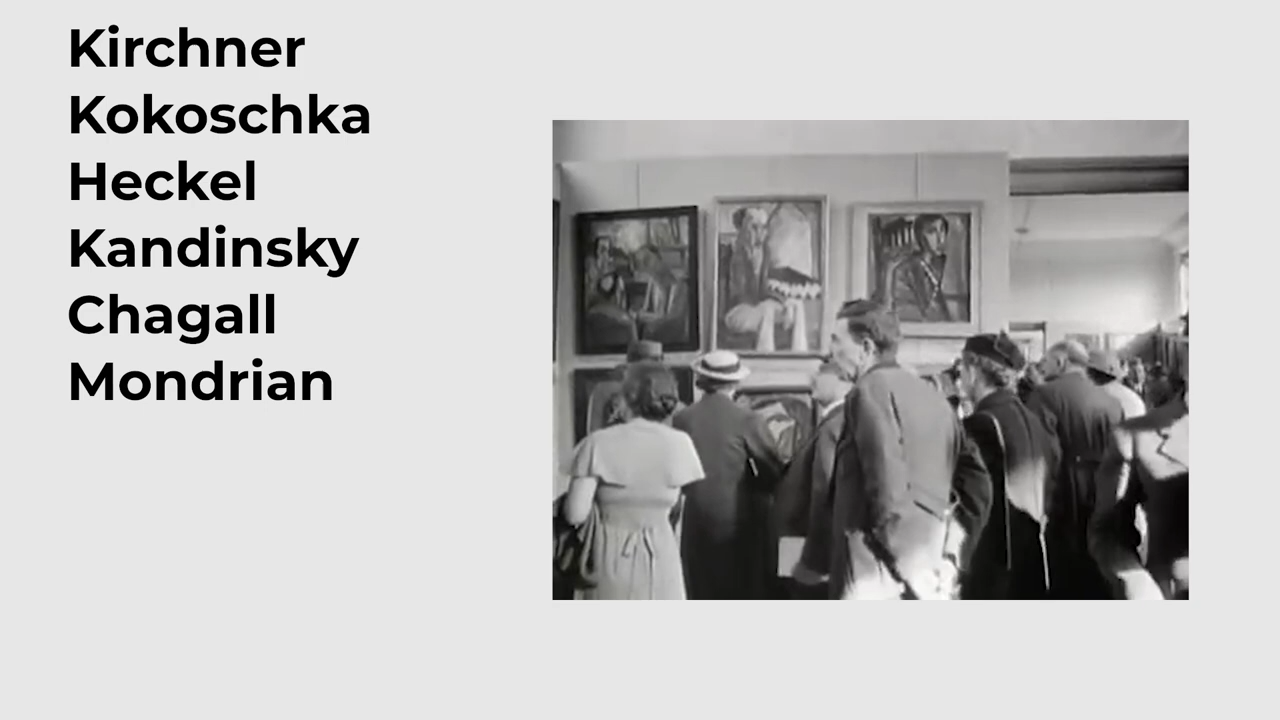 Kirchner
Kokoschka
Heckel
Kandinsky
Chagall
Mondrian